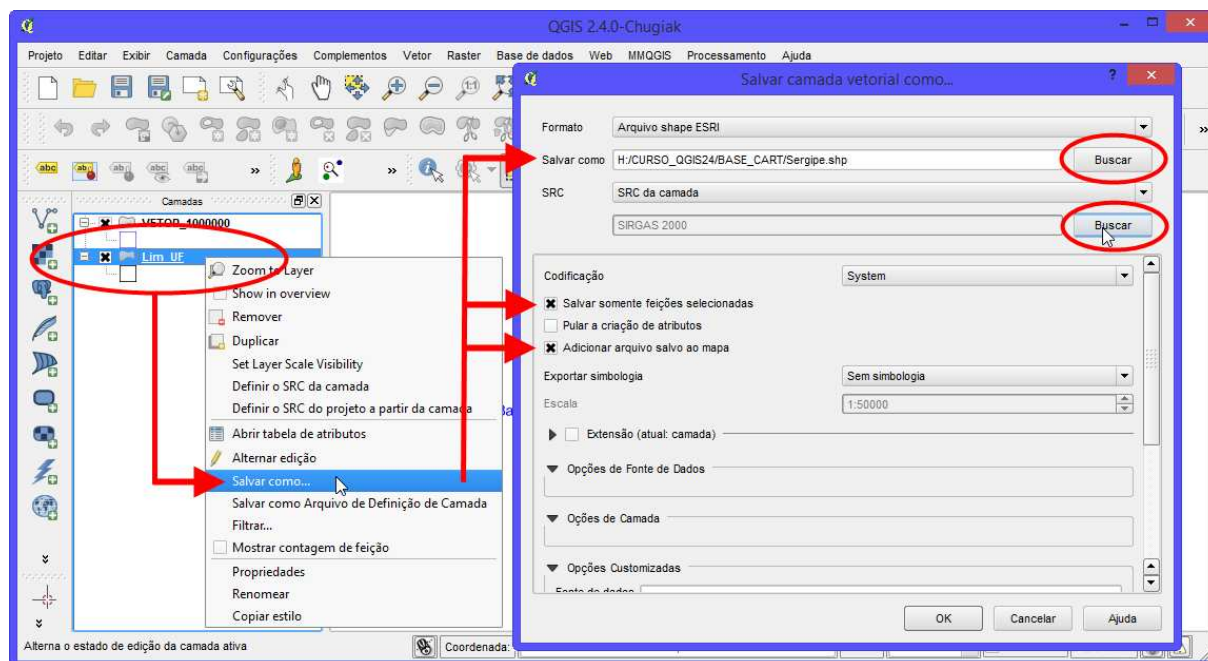 QGIS 2.4.0-Chugiak
Projeto Editar Exibir Camada Configurações Complementos Vetor Raster Base de dados Web MMQGIS Processamento Ajuda
Camadas
VETOR_1000000
Lim_UF
Zoom to Layer
Show in overview
Remover
Duplicar
Set Layer Scale Visibility
Definir o SRC da camada
Definir o SRC do projeto a partir da camada
Abrir tabela de atributos
Alternar edição
Salvar como...
Salvar como Arquivo de Definição de Camada
Filtrar...
Mostrar contagem de feição
Propriedades
Renomear
Copiar estilo
Alterna o estado de edição da camada ativa
Coordenada:
Salvar camada vetorial como...
Formato Arquivo shape ESRI
Salvar como H:/CURSO_QGIS24/BASE_CART/Sergipe.shp Buscar
SRC SRC da camada
SIRGAS 2000 Buscar
Codificação System
Salvar somente feições selecionadas
Pular a criação de atributos
Adicionar arquivo salvo ao mapa
Exportar simbologia Sem simbologia
Escala 1:50000
Extensão (atual: camada)
Opções de Fonte de Dados
Oções de Camada
Opções Customizadas
Fonte de dados
OK Cancelar Ajuda